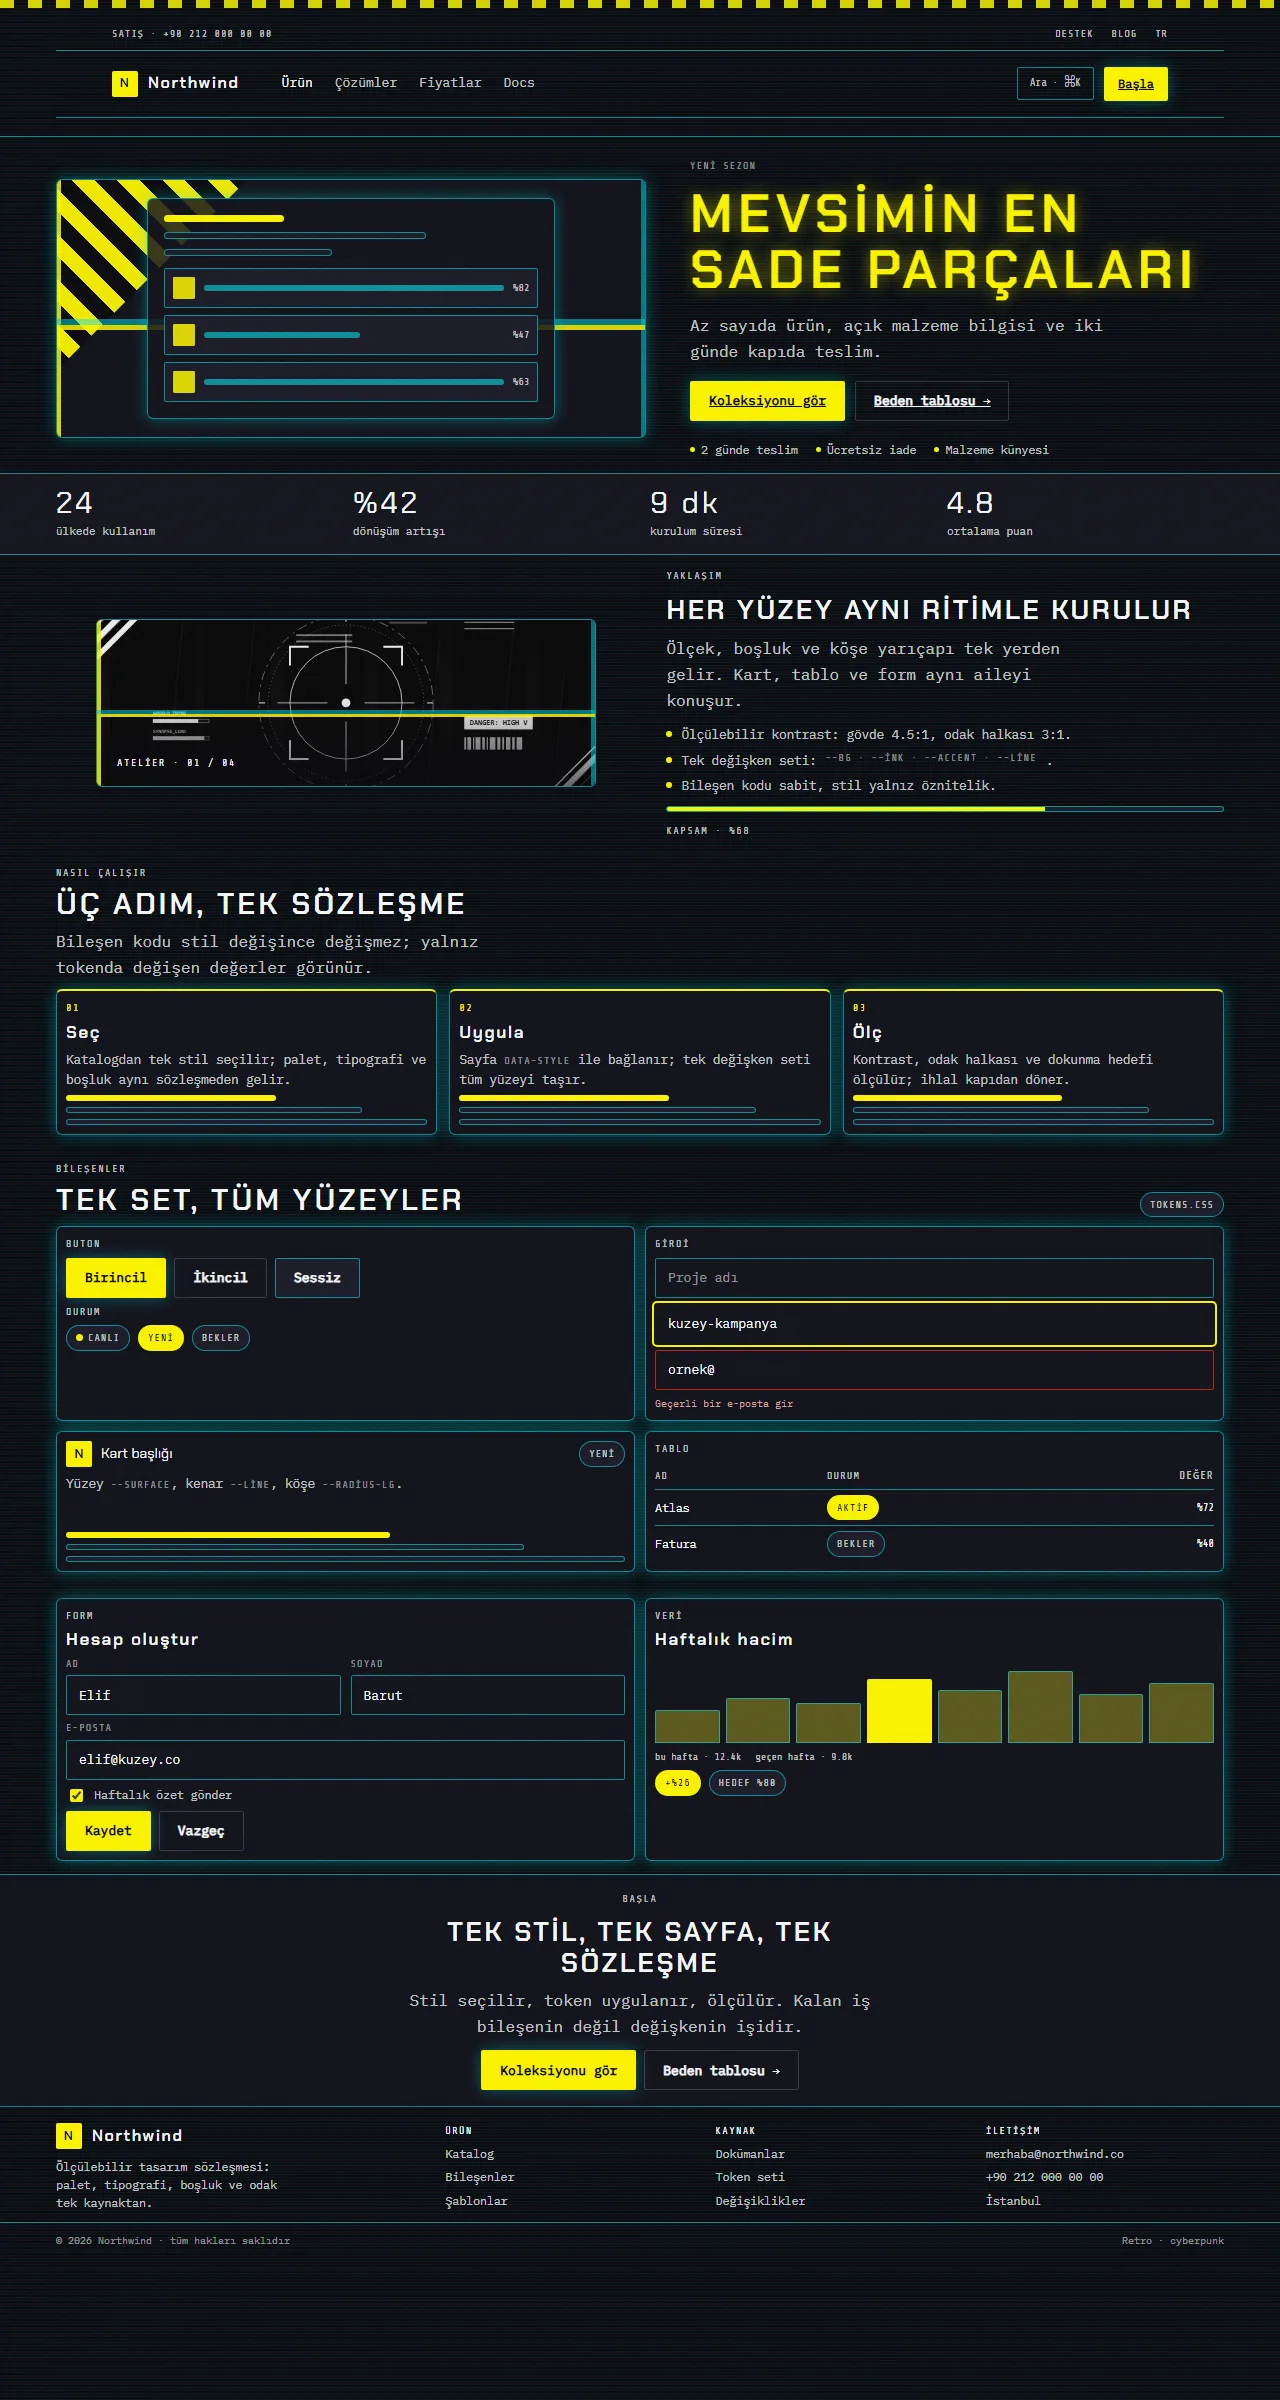 SATIŞ · +90 212 000 00 00
DESTEK BLOG TR
N Northwind Ürün Çözümler Fiyatlar Docs Ara · ⌘K Başla
YENİ SEZON
MEVSİMİN EN
SADE PARÇALARI
Az sayıda ürün, açık malzeme bilgisi ve iki
günde kapıda teslim.
Koleksiyonu gör Beden tablosu →
2 günde teslim Ücretsiz iade Malzeme künyesi
%82
%47
%63
24 %42 9 dk 4.8
ülkede kullanım dönüşüm artışı kurulum süresi ortalama puan
DANGER: HIGH V
ATELİER · 01 / 04
YAKLAŞIM
HER YÜZEY AYNI RİTİMLE KURULUR
Ölçek, boşluk ve köşe yarıçapı tek yerden
gelir. Kart, tablo ve form aynı aileyi
konuşur.
Ölçülebilir kontrast: gövde 4.5:1, odak halkası 3:1.
Tek değişken seti: --BG · --İNK · --ACCENT · --LİNE .
Bileşen kodu sabit, stil yalnız öznitelik.
KAPSAM · %68
NASIL ÇALIŞIR
ÜÇ ADIM, TEK SÖZLEŞME
Bileşen kodu stil değişince değişmez; yalnız
tokenda değişen değerler görünür.
01
Seç
Katalogdan tek stil seçilir; palet, tipografi ve
boşluk aynı sözleşmeden gelir.
02
Uygula
Sayfa DATA-STYLE ile bağlanır; tek değişken seti
tüm yüzeyi taşır.
03
Ölç
Kontrast, odak halkası ve dokunma hedefi
ölçülür; ihlal kapıdan döner.
BİLEŞENLER
TEK SET, TÜM YÜZEYLER
TOKENS.CSS
BUTON
Birincil İkincil Sessiz
DURUM
CANLI YENİ BEKLER
GİRDİ
Proje adı
kuzey-kampanya
ornek@
Geçerli bir e-posta gir
N Kart başlığı YENİ
Yüzey --SURFACE, kenar --LİNE, köşe --RADİUS-LG.
TABLO
AD DURUM DEĞER
Atlas AKTİF %72
Fatura BEKLER %40
FORM
Hesap oluştur
AD SOYAD
Elif Barut
E-POSTA
elif@kuzey.co
Haftalık özet gönder
Kaydet Vazgeç
VERİ
Haftalık hacim
bu hafta · 12.4k geçen hafta · 9.8k
+%26 HEDEF %80
BAŞLA
TEK STİL, TEK SAYFA, TEK
SÖZLEŞME
Stil seçilir, token uygulanır, ölçülür. Kalan iş
bileşenin değil değişkenin işidir.
Koleksiyonu gör Beden tablosu →
N Northwind
Ölçülebilir tasarım sözleşmesi:
palet, tipografi, boşluk ve odak
tek kaynaktan.
ÜRÜN
Katalog
Bileşenler
Şablonlar
KAYNAK
Dokümanlar
Token seti
Değişiklikler
İLETİŞİM
merhaba@northwind.co
+90 212 000 00 00
İstanbul
© 2026 Northwind · tüm hakları saklıdır
Retro · cyberpunk